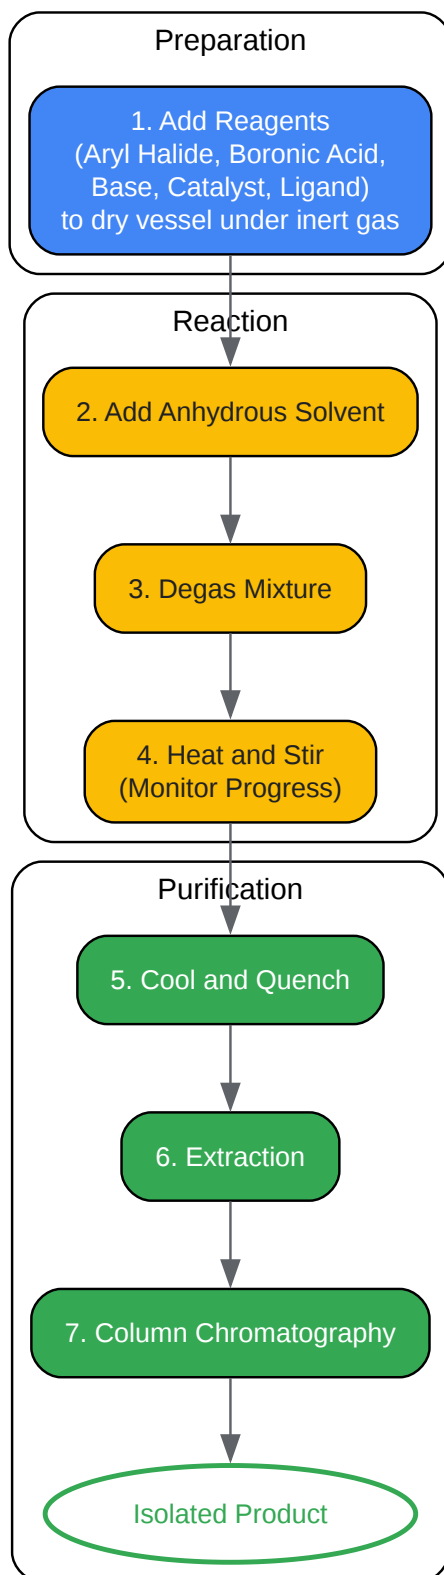 Preparation
1. Add Reagents
(Aryl Halide, Boronic Acid,
Base, Catalyst, Ligand)
to dry vessel under inert gas
Reaction
2. Add Anhydrous Solvent
3. Degas Mixture
4. Heat and Stir
(Monitor Progress)
Purification
5. Cool and Quench
6. Extraction
7. Column Chromatography
Isolated Product